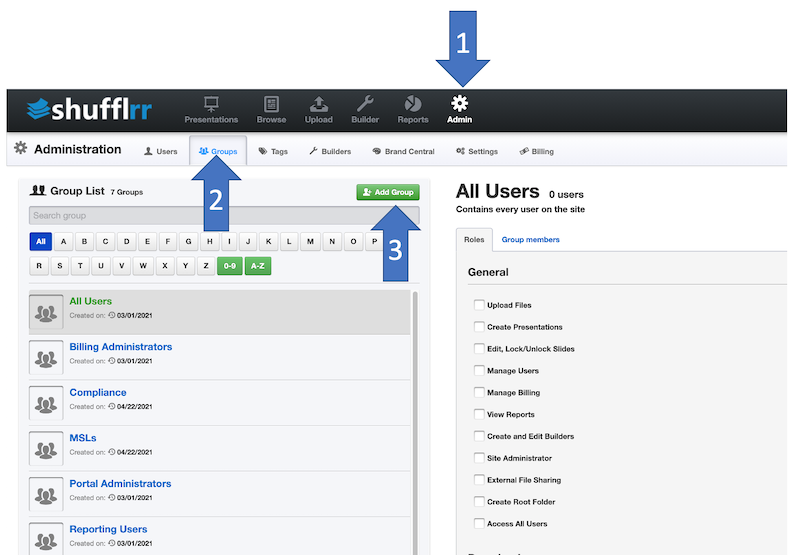 1
shufflrr
Presentations Browse Upload Builder Reports Admin
Administration Users Groups Tags Builders Brand Central Settings Billing
2
Group List 7 Groups Add Group
Search group
3
All A B C D E F G H I J K L M N O P
R S T U V W X Y Z 0-9 A-Z
All Users
Created on: 03/01/2021
Billing Administrators
Created on: 03/01/2021
Compliance
Created on: 04/22/2021
MSLs
Created on: 04/22/2021
Portal Administrators
Created on: 03/01/2021
Reporting Users
Created on: 03/01/2021
All Users 0 users
Contains every user on the site
Roles Group members
General
Upload Files
Create Presentations
Edit, Lock/Unlock Slides
Manage Users
Manage Billing
View Reports
Create and Edit Builders
Site Administrator
External File Sharing
Create Root Folder
Access All Users